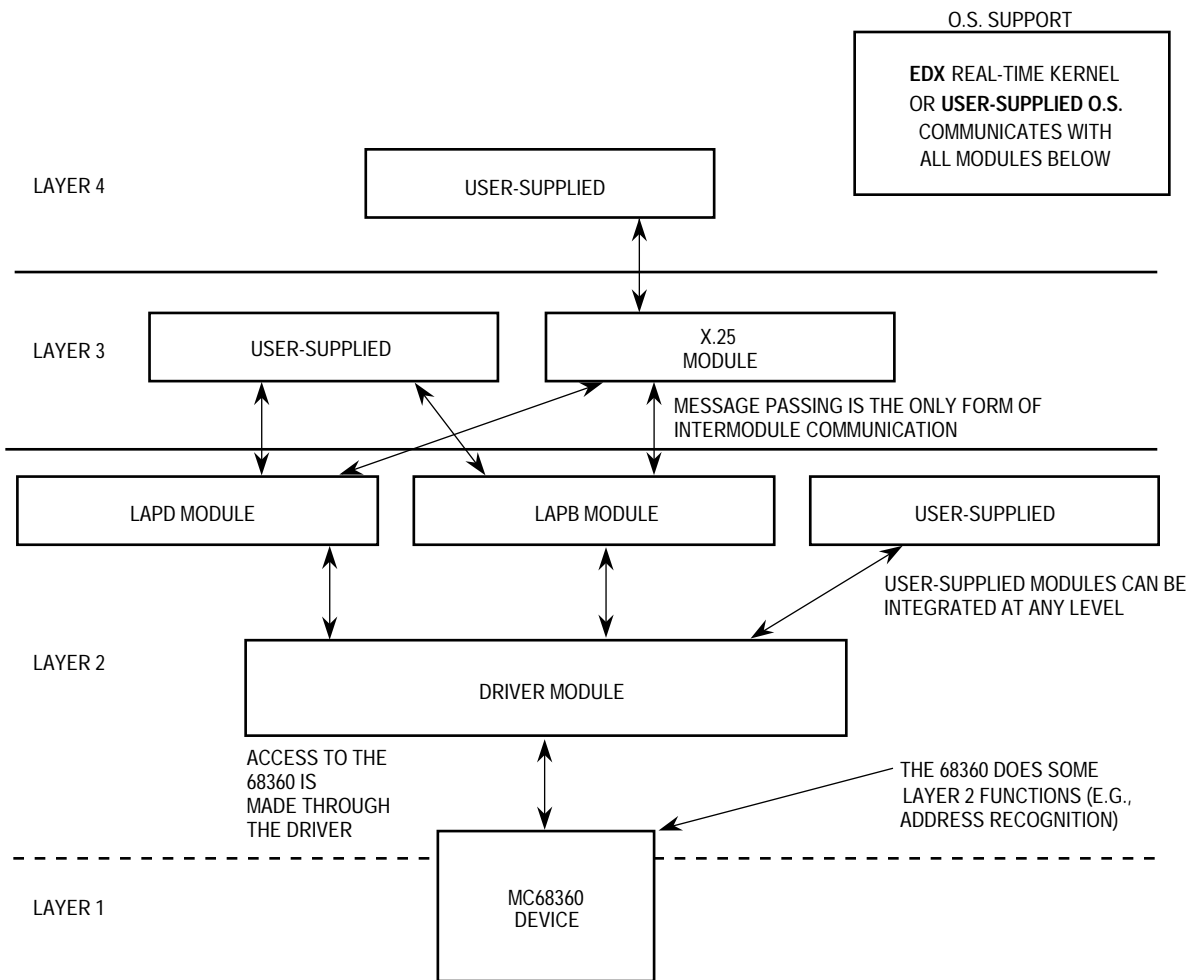 O.S. SUPPORT
EDX REAL-TIME KERNEL
OR USER-SUPPLIED O.S.
COMMUNICATES WITH
ALL MODULES BELOW
LAYER 4
USER-SUPPLIED
LAYER 3
USER-SUPPLIED
X.25
MODULE
MESSAGE PASSING IS THE ONLY FORM OF
INTERMODULE COMMUNICATION
LAPD MODULE
LAPB MODULE
USER-SUPPLIED
USER-SUPPLIED MODULES CAN BE
INTEGRATED AT ANY LEVEL
LAYER 2
DRIVER MODULE
ACCESS TO THE
68360 IS
MADE THROUGH
THE DRIVER
THE 68360 DOES SOME
LAYER 2 FUNCTIONS (E.G.,
ADDRESS RECOGNITION)
LAYER 1
MC68360
DEVICE